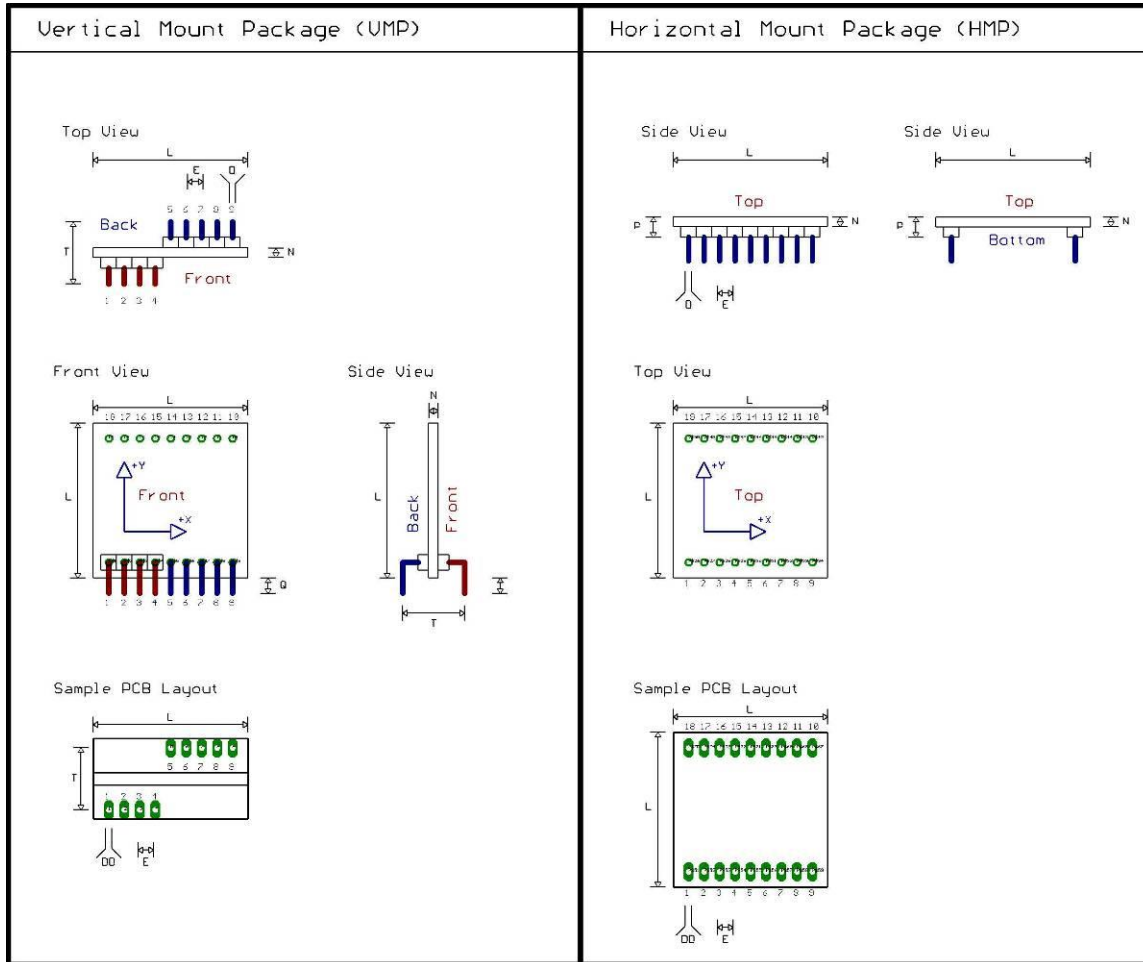 Vertical Mount Package (VMP)
Top View
L
E
D
5 6 7 8 9
Back
T
N
Front
1 2 3 4
Front View
L
18 17 16 15 14 13 12 11 10
L
+Y
Front
+X
Q
1 2 3 4 5 6 7 8 9
Side View
N
L
Back
Front
T
Sample PCB Layout
L
T
5 6 7 8 9
1 2 3 4
DD
E
Horizontal Mount Package (HMP)
Side View
L
Top
P
N
D
E
Side View
L
Top
P
N
Bottom
Top View
L
18 17 16 15 14 13 12 11 10
L
+Y
Top
+X
1 2 3 4 5 6 7 8 9
Sample PCB Layout
L
18 17 16 15 14 13 12 11 10
L
1 2 3 4 5 6 7 8 9
DD
E